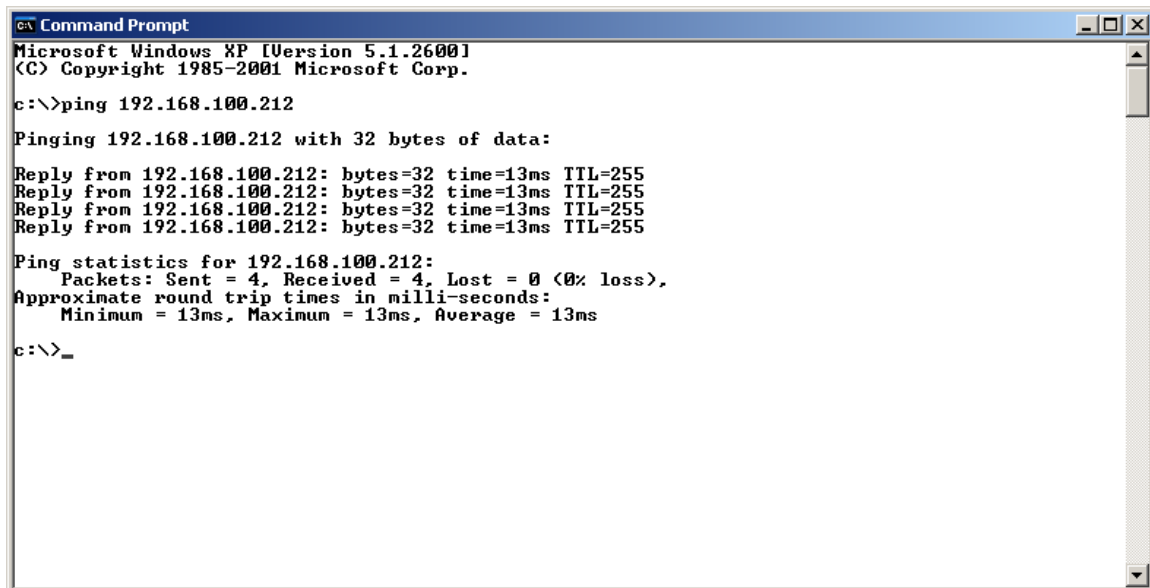 Command Prompt
Microsoft Windows XP [Version 5.1.2600]
(C) Copyright 1985-2001 Microsoft Corp.
c:\>ping 192.168.100.212
Pinging 192.168.100.212 with 32 bytes of data:
Reply from 192.168.100.212: bytes=32 time=13ms TTL=255
Reply from 192.168.100.212: bytes=32 time=13ms TTL=255
Reply from 192.168.100.212: bytes=32 time=13ms TTL=255
Reply from 192.168.100.212: bytes=32 time=13ms TTL=255
Ping statistics for 192.168.100.212:
Packets: Sent = 4, Received = 4, Lost = 0 (0% loss),
Approximate round trip times in milli-seconds:
Minimum = 13ms, Maximum = 13ms, Average = 13ms
c:\>_